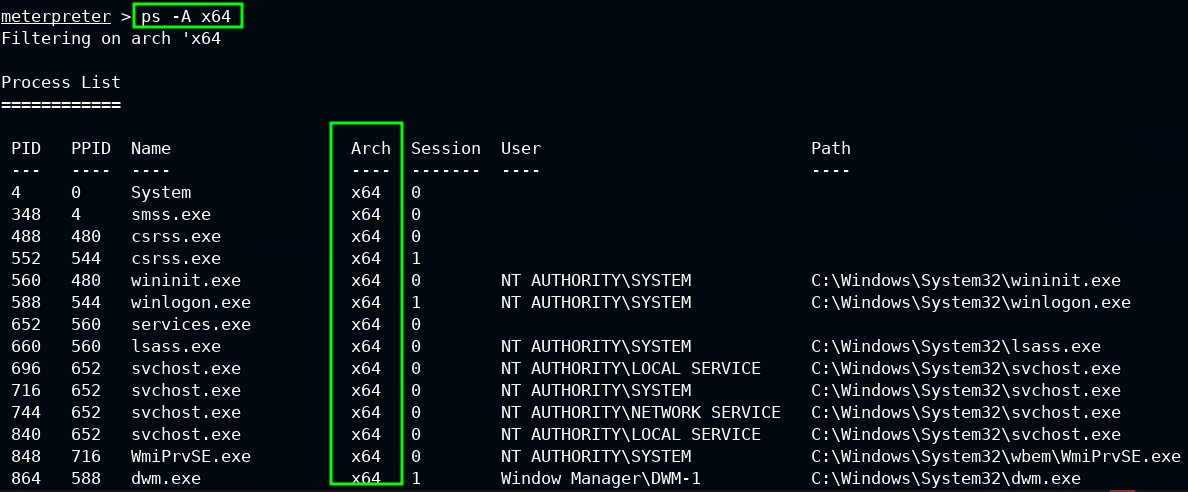 meterpreter > ps -A x64
Filtering on arch 'x64
Process List
============
PID   PPID  Name                  Arch  Session  User                           Path
---   ----  ----                  ----  -------  ----                           ----
4     0     System                x64   0
348   4     smss.exe              x64   0
488   480   csrss.exe             x64   0
552   544   csrss.exe             x64   1
560   480   wininit.exe           x64   0        NT AUTHORITY\SYSTEM            C:\Windows\System32\wininit.exe
588   544   winlogon.exe          x64   1        NT AUTHORITY\SYSTEM            C:\Windows\System32\winlogon.exe
652   560   services.exe          x64   0
660   560   lsass.exe             x64   0        NT AUTHORITY\SYSTEM            C:\Windows\System32\lsass.exe
696   652   svchost.exe           x64   0        NT AUTHORITY\LOCAL SERVICE     C:\Windows\System32\svchost.exe
716   652   svchost.exe           x64   0        NT AUTHORITY\SYSTEM            C:\Windows\System32\svchost.exe
744   652   svchost.exe           x64   0        NT AUTHORITY\NETWORK SERVICE   C:\Windows\System32\svchost.exe
840   652   svchost.exe           x64   0        NT AUTHORITY\LOCAL SERVICE     C:\Windows\System32\svchost.exe
848   716   WmiPrvSE.exe          x64   0        NT AUTHORITY\SYSTEM            C:\Windows\System32\wbem\WmiPrvSE.exe
864   588   dwm.exe               x64   1        Window Manager\DWM-1           C:\Windows\System32\dwm.exe